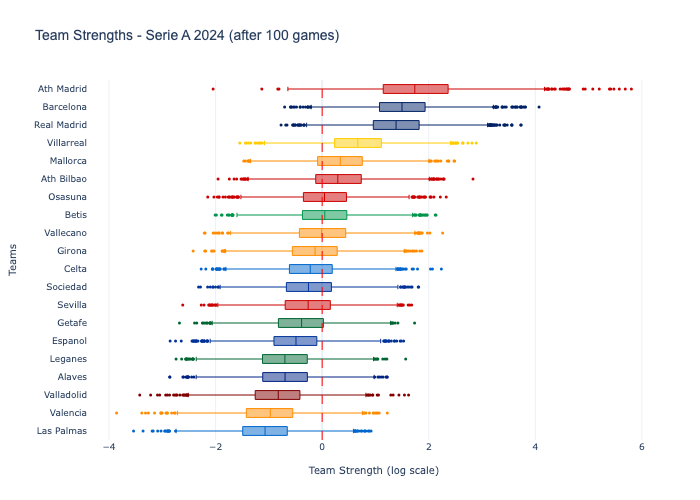 Team Strengths - Serie A 2024 (after 100 games)
Ath Madrid
Barcelona
Real Madrid
Villarreal
Mallorca
Ath Bilbao
Osasuna
Betis
Vallecano
Girona
Celta
Sociedad
Sevilla
Getafe
Espanol
Leganes
Alaves
Valladolid
Valencia
Las Palmas
Teams
−4 −2 0 2 4 6
Team Strength (log scale)